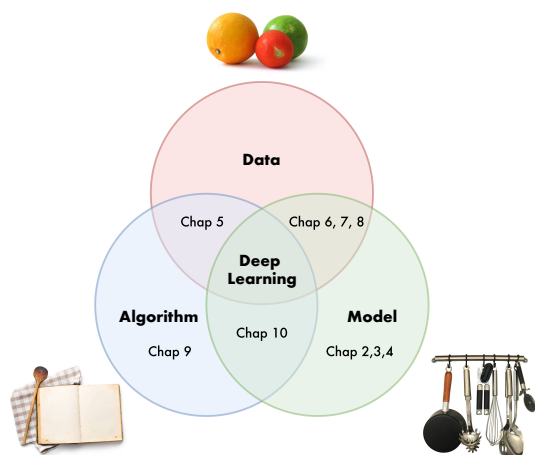 Data
Chap 5
Chap 6, 7, 8
Deep
Learning
Algorithm
Model
Chap 10
Chap 9
Chap 2,3,4